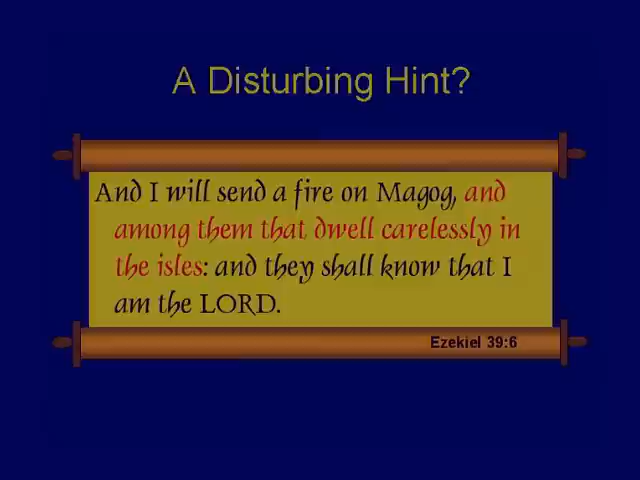 A Disturbing Hint?
And I will send a fire on Magog, and
among them that dwell carelessly in
the isles: and they shall know that I
am the LORD.
Ezekiel 39:6